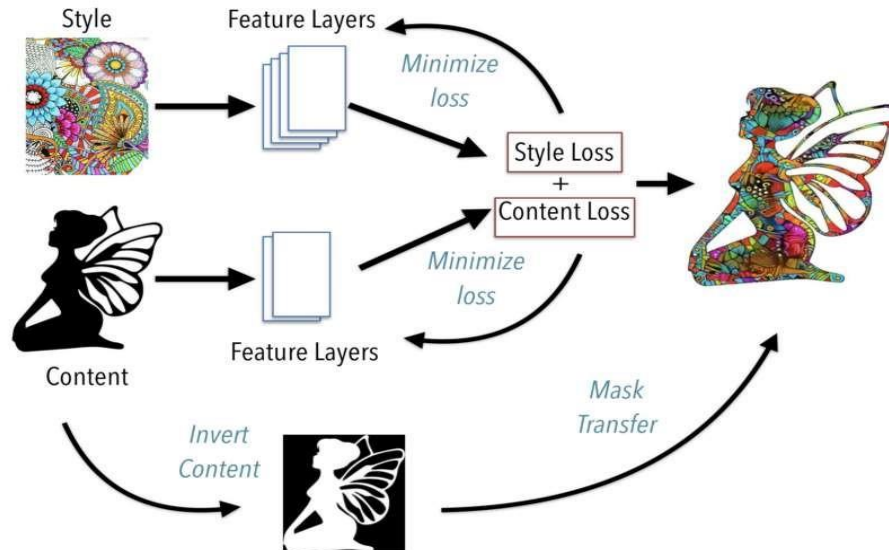 Style
Feature Layers
Minimize
loss
Style Loss
+
Content Loss
Minimize
loss
Feature Layers
Content
Invert
Content
Mask
Transfer